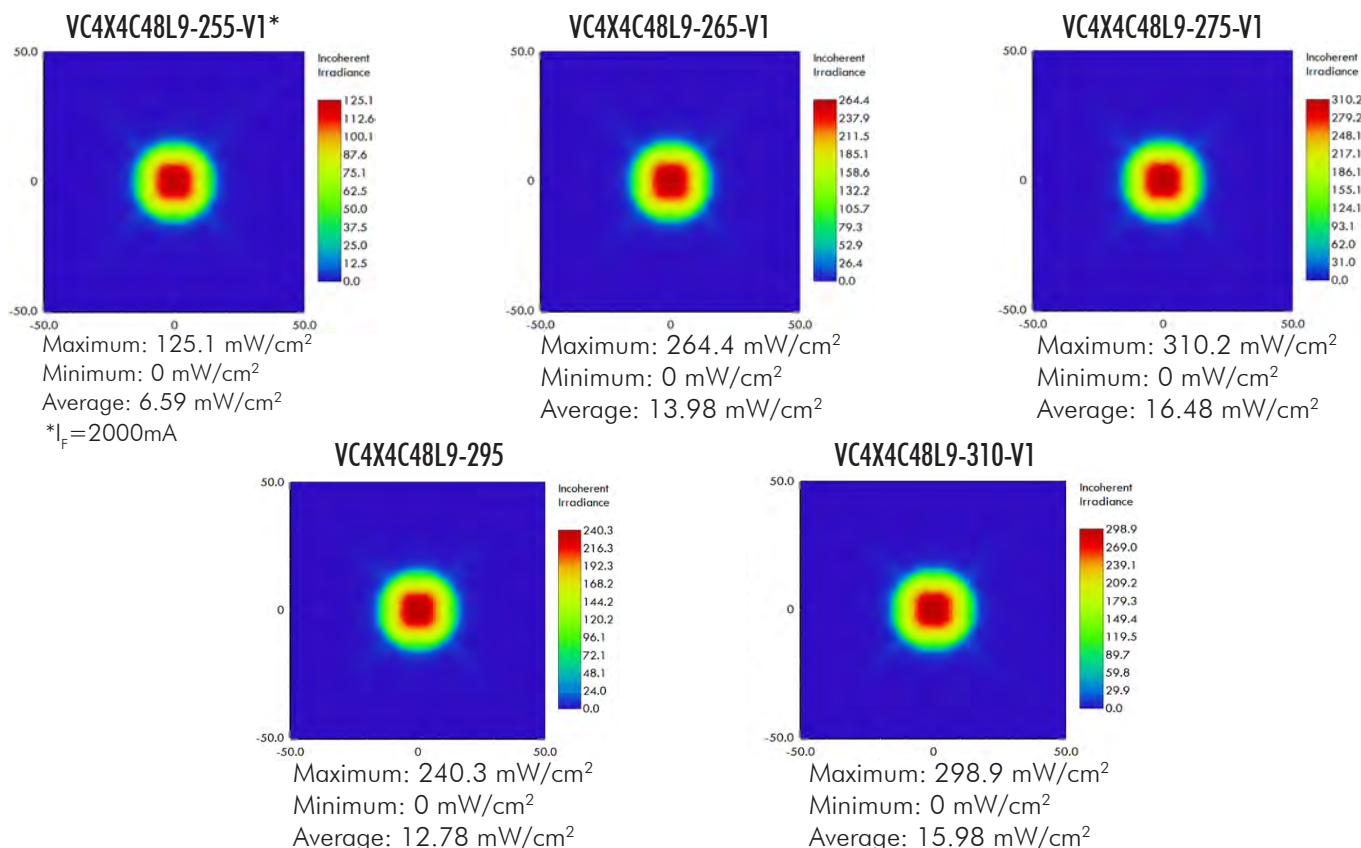 VC4X4C48L9-255-V1*
50.0
0
-50.0
-50.0 0 50.0
Incoherent
Irradiance
125.1
112.6
100.1
87.6
75.1
62.5
50.0
37.5
25.0
12.5
0.0
Maximum: 125.1 mW/cm²
Minimum: 0 mW/cm²
Average: 6.59 mW/cm²
*I_F=2000mA
VC4X4C48L9-265-V1
50.0
0
-50.0
-50.0 0 50.0
Incoherent
Irradiance
264.4
237.9
211.5
185.1
158.6
132.2
105.7
79.3
52.9
26.4
0.0
Maximum: 264.4 mW/cm²
Minimum: 0 mW/cm²
Average: 13.98 mW/cm²
VC4X4C48L9-275-V1
50.0
0
-50.0
-50.0 0 50.0
Incoherent
Irradiance
310.2
279.2
248.1
217.1
186.1
155.1
124.1
93.1
62.0
31.0
0.0
Maximum: 310.2 mW/cm²
Minimum: 0 mW/cm²
Average: 16.48 mW/cm²
VC4X4C48L9-295
50.0
0
-50.0
-50.0 0 50.0
Incoherent
Irradiance
240.3
216.3
192.3
168.2
144.2
120.2
96.1
72.1
48.1
24.0
0.0
Maximum: 240.3 mW/cm²
Minimum: 0 mW/cm²
Average: 12.78 mW/cm²
VC4X4C48L9-310-V1
50.0
0
-50.0
-50.0 0 50.0
Incoherent
Irradiance
298.9
269.0
239.1
209.2
179.3
149.4
119.5
89.7
59.8
29.9
0.0
Maximum: 298.9 mW/cm²
Minimum: 0 mW/cm²
Average: 15.98 mW/cm²